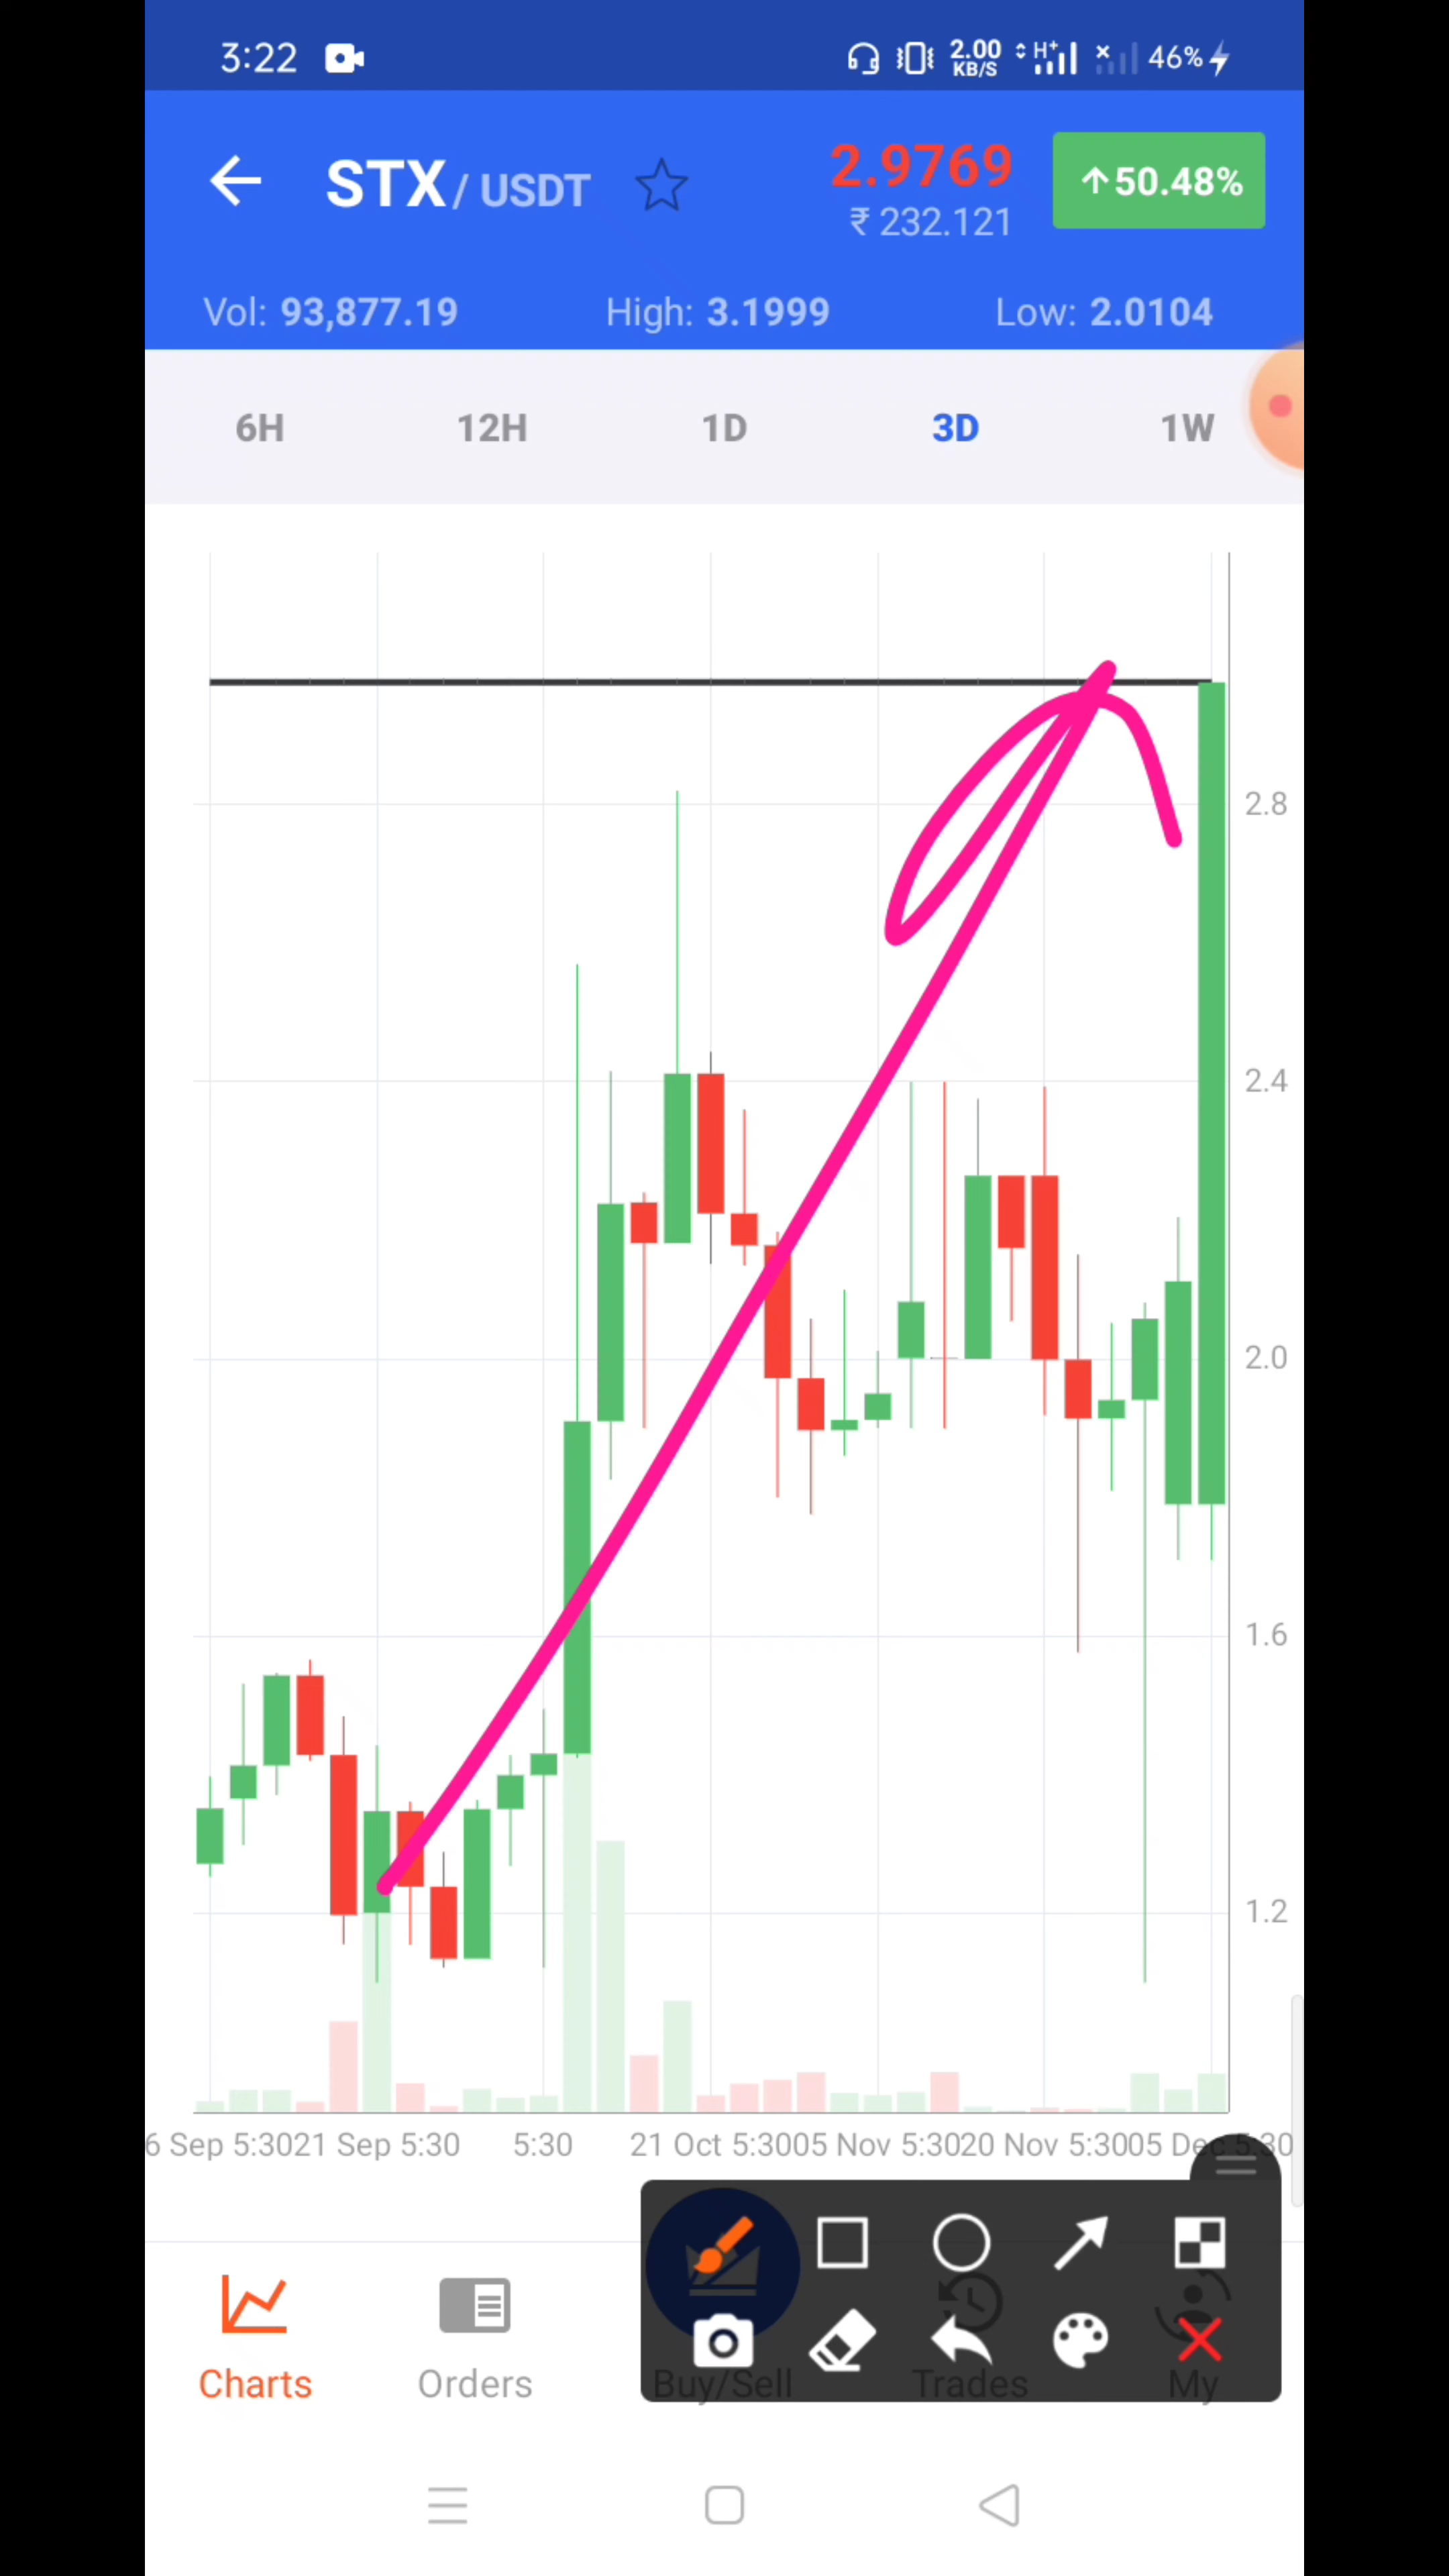 3:22 2.00 KB/S H+ 46%
STX / USDT 2.9769 50.48%
₹ 232.121
Vol: 93,877.19 High: 3.1999 Low: 2.0104
6H 12H 1D 3D 1W
2.8
2.4
2.0
1.6
1.2
6 Sep 5:30 21 Sep 5:30 5:30 21 Oct 5:30 05 Nov 5:30 20 Nov 5:30 05 Dec 5:30
Charts Orders Buy/Sell Trades My